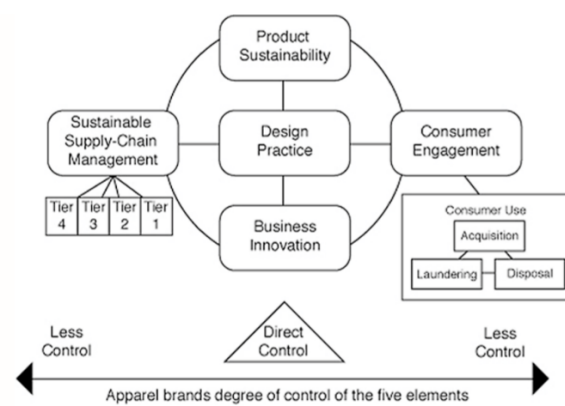 Product
Sustainability
Sustainable
Supply-Chain
Management
Design
Practice
Consumer
Engagement
Tier
4
Tier
3
Tier
2
Tier
1
Business
Innovation
Consumer Use
Acquisition
Laundering
Disposal
Less
Control
Direct
Control
Less
Control
Apparel brands degree of control of the five elements